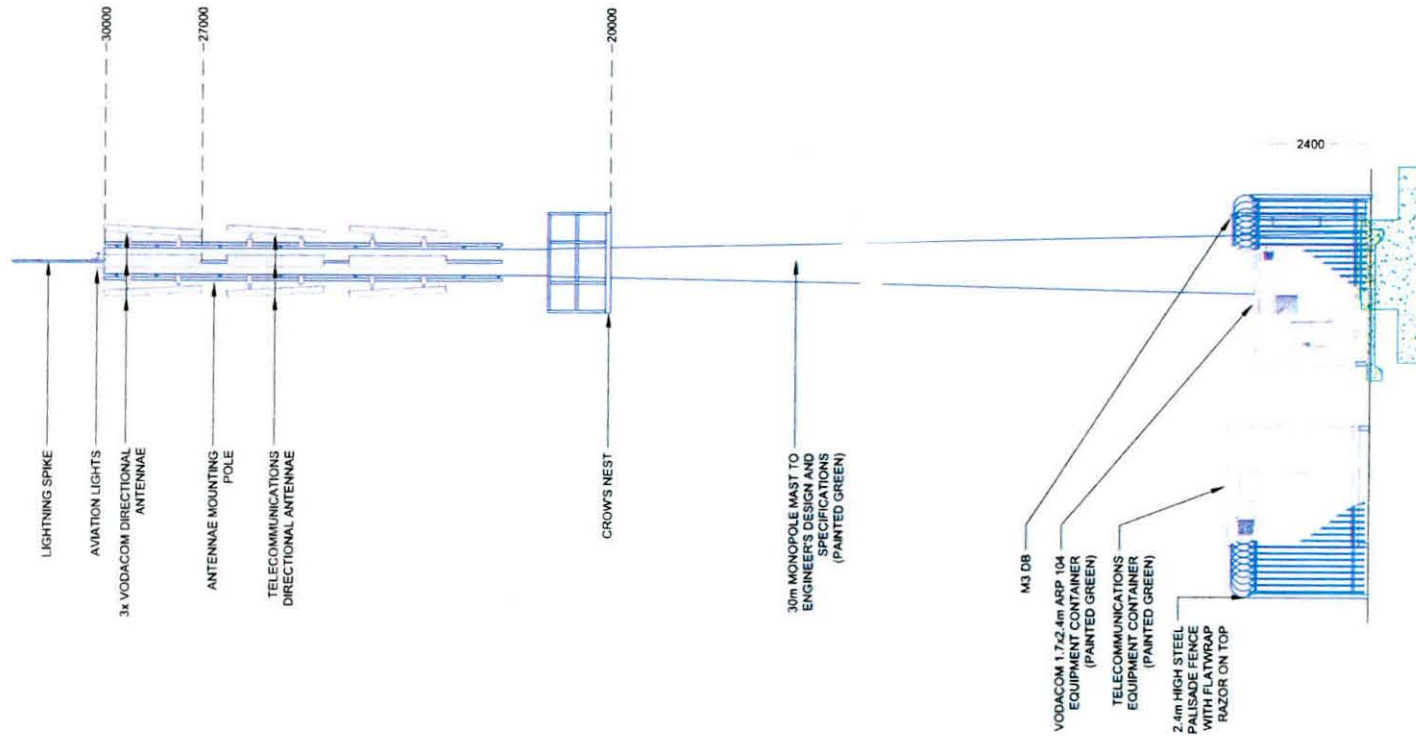 LIGHTNING SPIKE
AVIATION LIGHTS
3x VODACOM DIRECTIONAL
ANTENNAE
ANTENNAE MOUNTING
POLE
TELECOMMUNICATIONS
DIRECTIONAL ANTENNAE
CROW'S NEST
30m MONOPOLE MAST TO
ENGINEER'S DESIGN AND
SPECIFICATIONS
(PAINTED GREEN)
M3 DB
VODACOM 1.7x2.4m ARP 104
EQUIPMENT CONTAINER
(PAINTED GREEN)
TELECOMMUNICATIONS
EQUIPMENT CONTAINER
(PAINTED GREEN)
2.4m HIGH STEEL
PALISADE FENCE
WITH FLATWRAP
RAZOR ON TOP
30000
27000
20000
2400